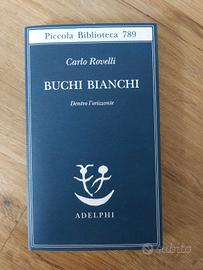 Piccola Biblioteca 789
Carlo Rovelli
BUCHI BIANCHI
Dentro l'orizzonte
ADELPHI
subito